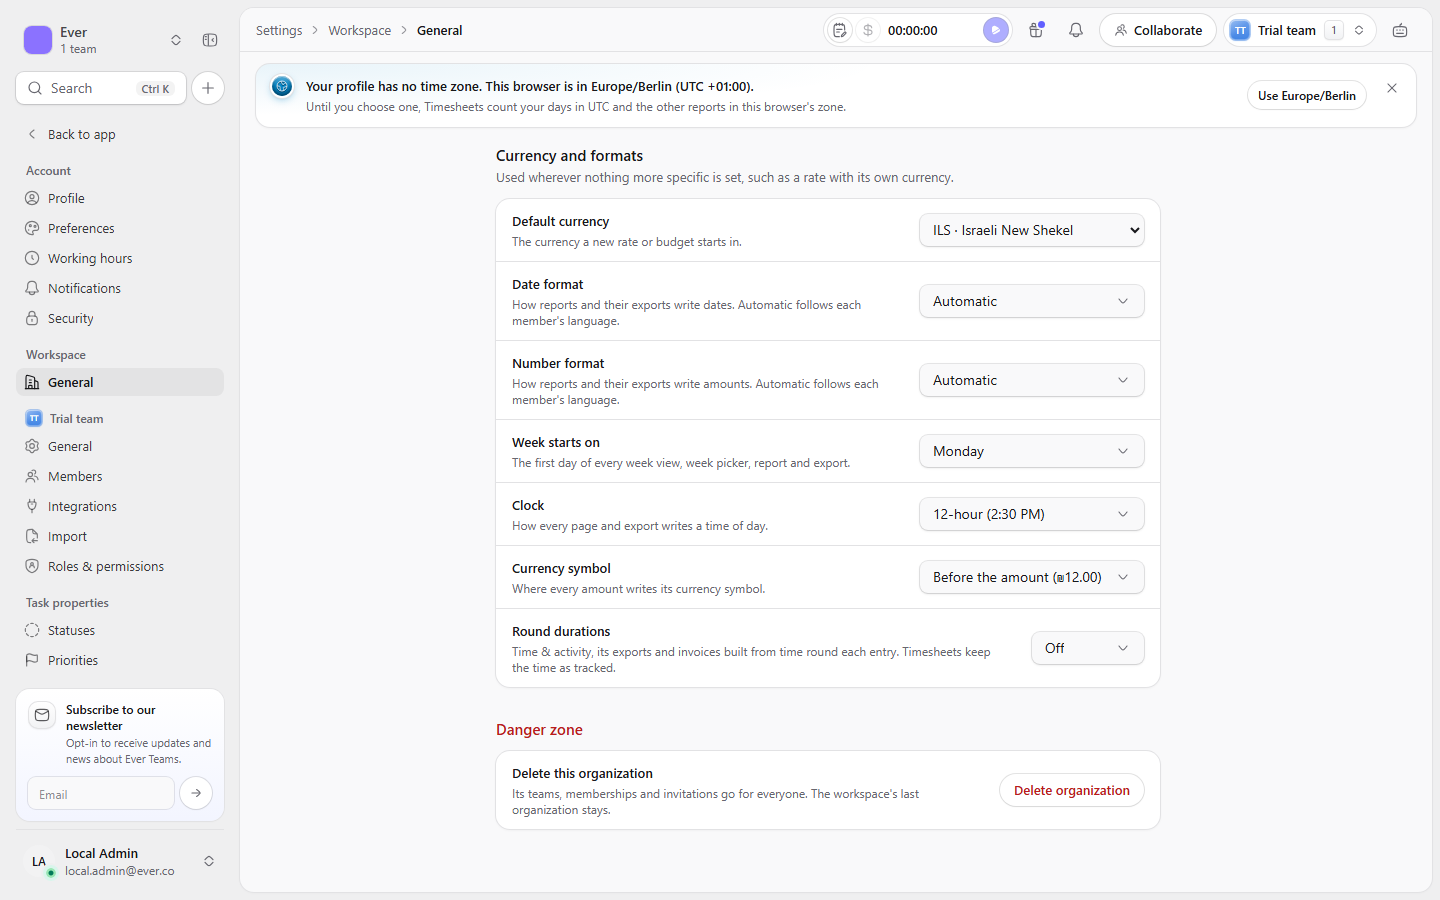 Ever
1 team
Search
Ctrl K
Back to app
Account
Profile
Preferences
Working hours
Notifications
Security
Workspace
General
TT Trial team
General
Members
Integrations
Import
Roles & permissions
Task properties
Statuses
Priorities
Subscribe to our
newsletter
Opt-in to receive updates and
news about Ever Teams.
Email
LA
Local Admin
local.admin@ever.co
Settings
Workspace
General
$
00:00:00
Collaborate
TT
Trial team
1
Your profile has no time zone. This browser is in Europe/Berlin (UTC +01:00).
Until you choose one, Timesheets count your days in UTC and the other reports in this browser's zone.
Use Europe/Berlin
Currency and formats
Used wherever nothing more specific is set, such as a rate with its own currency.
Default currency
The currency a new rate or budget starts in.
ILS · Israeli New Shekel
Date format
How reports and their exports write dates. Automatic follows each
member's language.
Automatic
Number format
How reports and their exports write amounts. Automatic follows each
member's language.
Automatic
Week starts on
The first day of every week view, week picker, report and export.
Monday
Clock
How every page and export writes a time of day.
12-hour (2:30 PM)
Currency symbol
Where every amount writes its currency symbol.
Before the amount (₪12.00)
Round durations
Time & activity, its exports and invoices built from time round each entry. Timesheets keep
the time as tracked.
Off
Danger zone
Delete this organization
Its teams, memberships and invitations go for everyone. The workspace's last
organization stays.
Delete organization